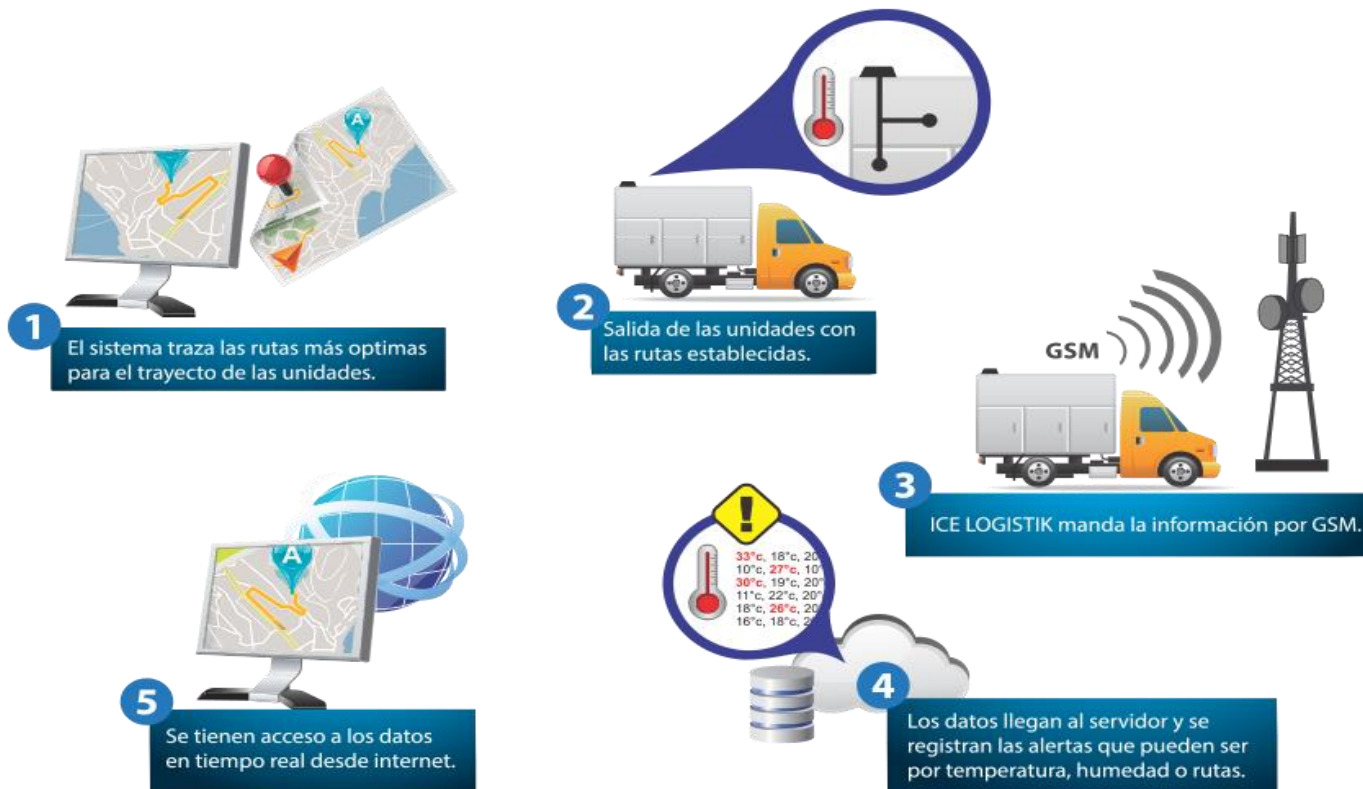 A
A
1
El sistema traza las rutas más optimas
para el trayecto de las unidades.
2
Salida de las unidades con
las rutas establecidas.
GSM
3
ICE LOGISTIK manda la información por GSM.
!
33°c, 18°c, 20°
10°c, 27°c, 10°
30°c, 19°c, 20°
11°c, 22°c, 20°
18°c, 26°c, 20
16°c, 18°c, 2
4
Los datos llegan al servidor y se
registran las alertas que pueden ser
por temperatura, humedad o rutas.
A
5
Se tienen acceso a los datos
en tiempo real desde internet.